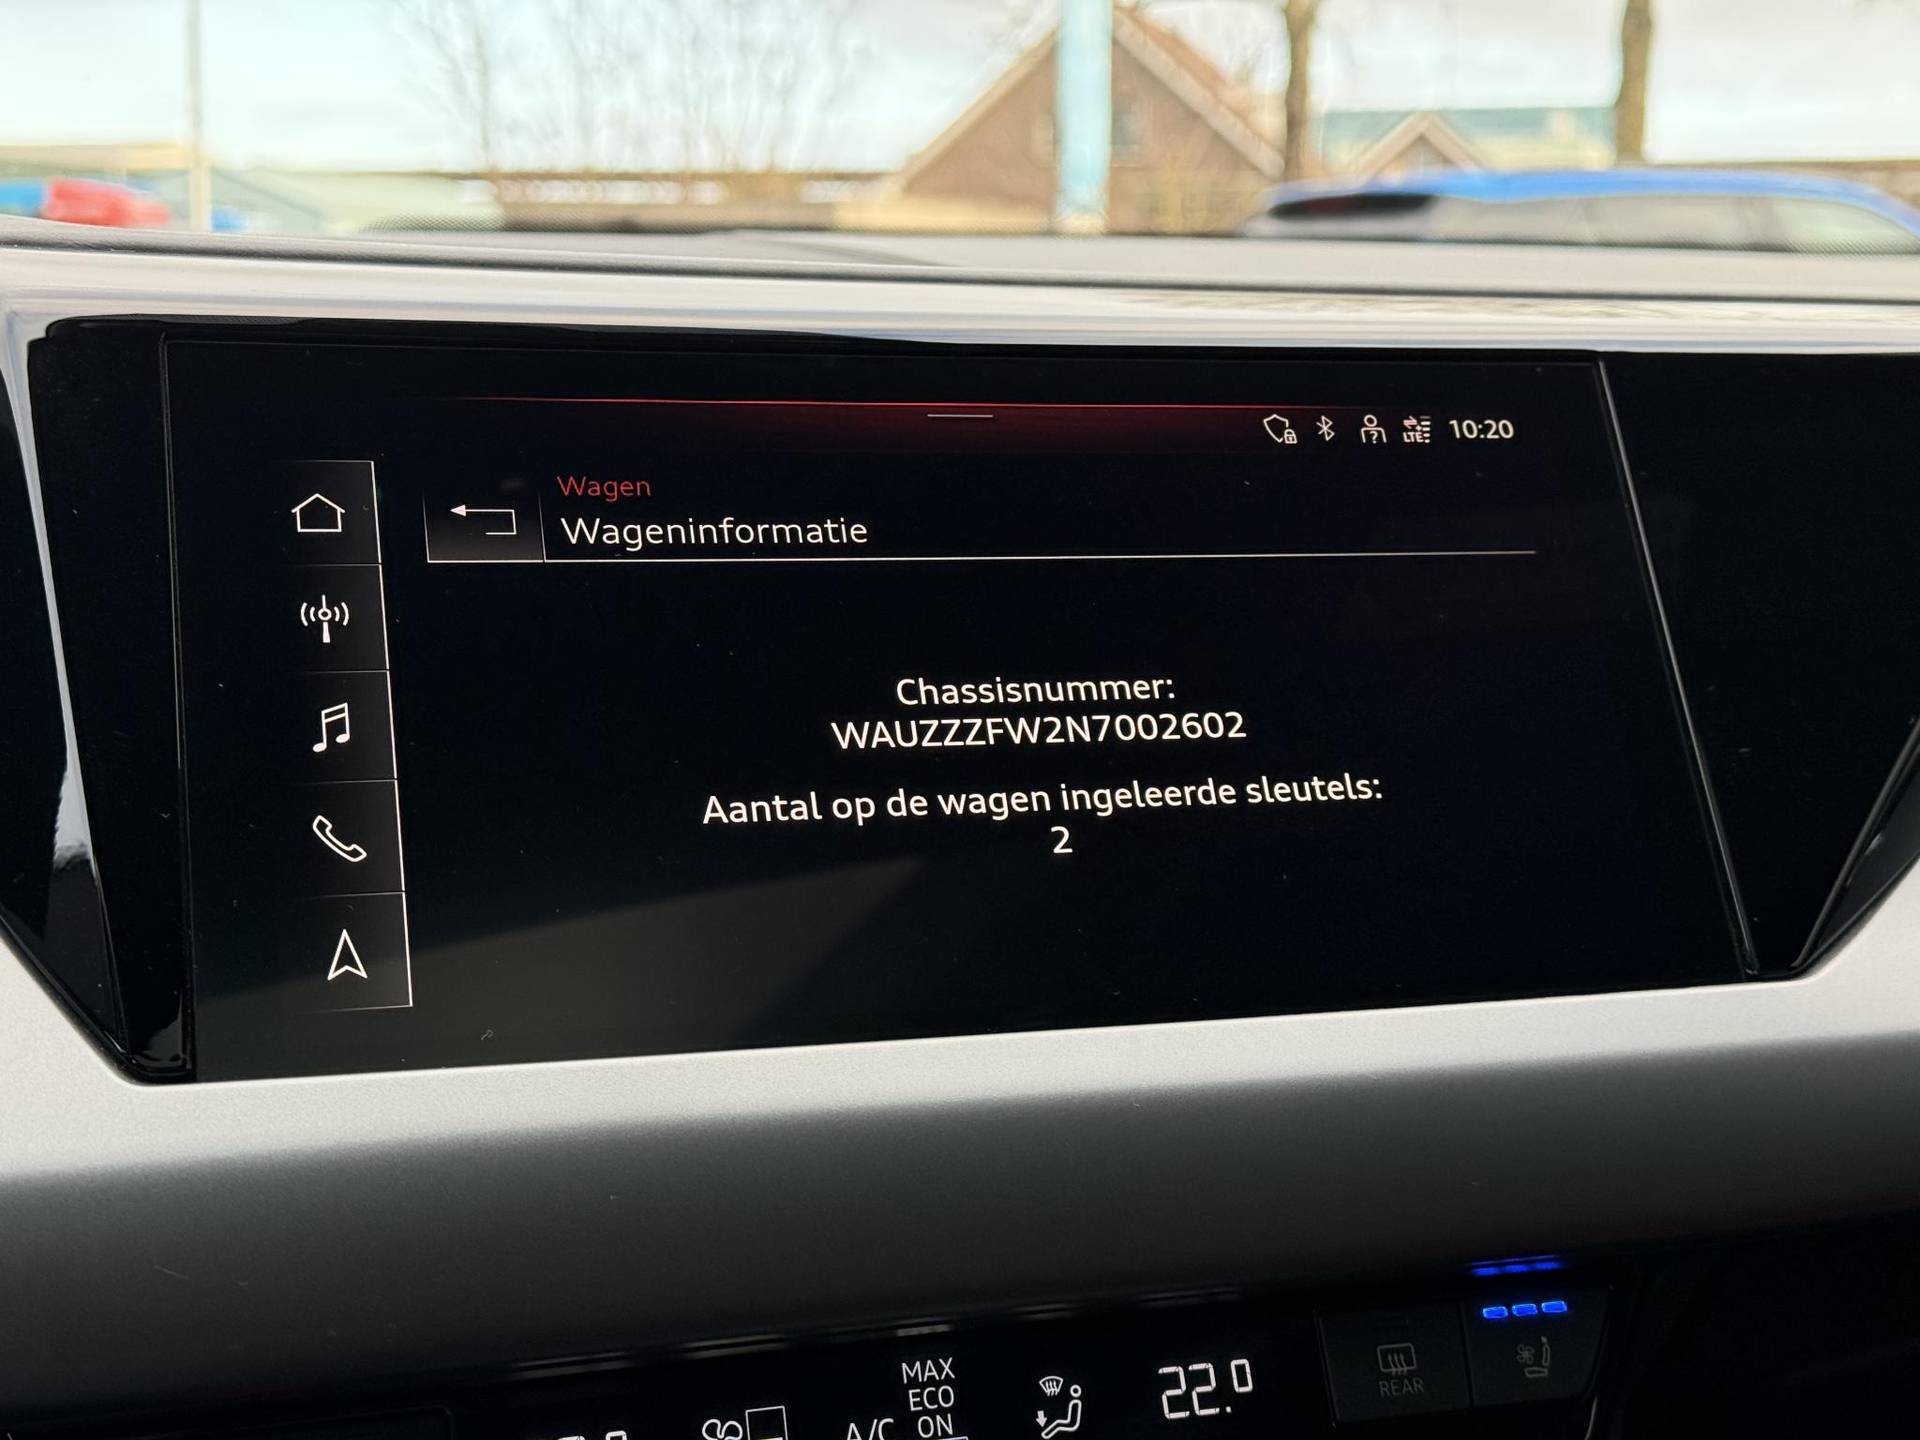 LTE
10:20
Wagen
Wageninformatie
Chassisnummer:
WAUZZZFW2N7002602
Aantal op de wagen ingeleerde sleutels:
2
MAX
ECO
A/C ON
22.0
REAR